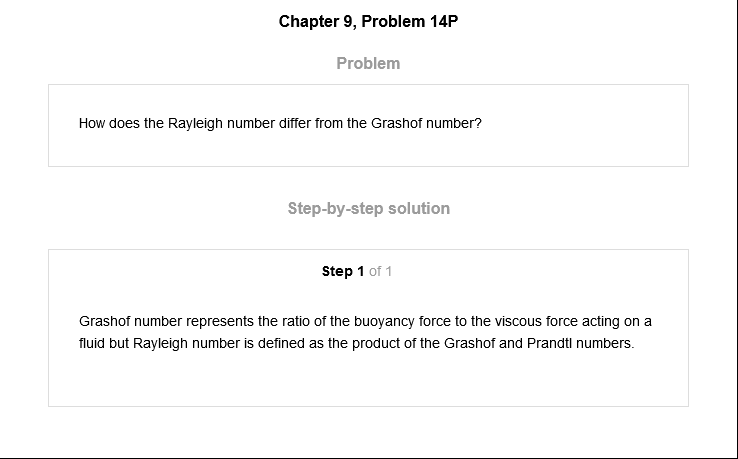 Chapter 9, Problem 14P
Problem
How does the Rayleigh number differ from the Grashof number?
Step-by-step solution
Step 1 of 1
Grashof number represents the ratio of the buoyancy force to the viscous force acting on a
fluid but Rayleigh number is defined as the product of the Grashof and Prandtl numbers.